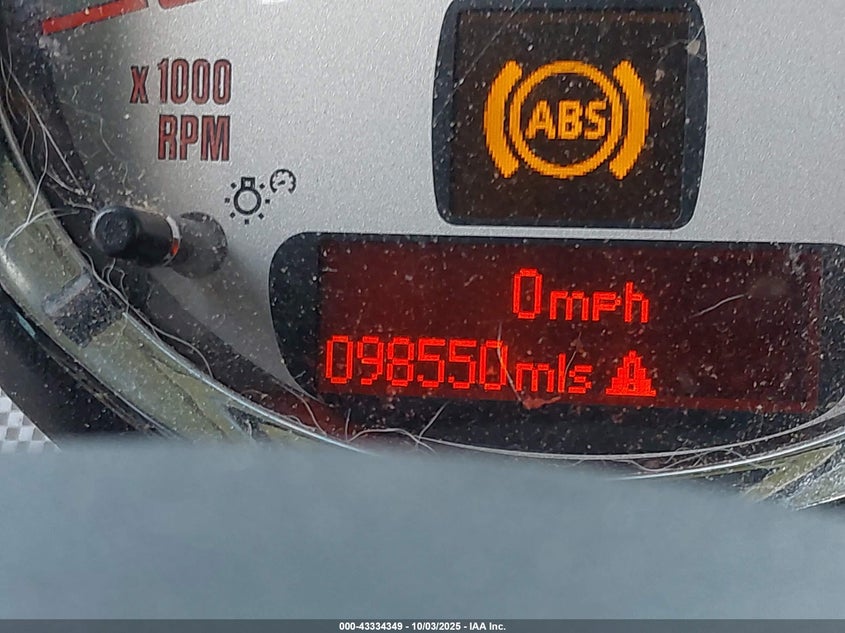 x 1000
RPM
ABS
0mph
098550mls
000-43334349 - 10/03/2025 - IAA Inc.